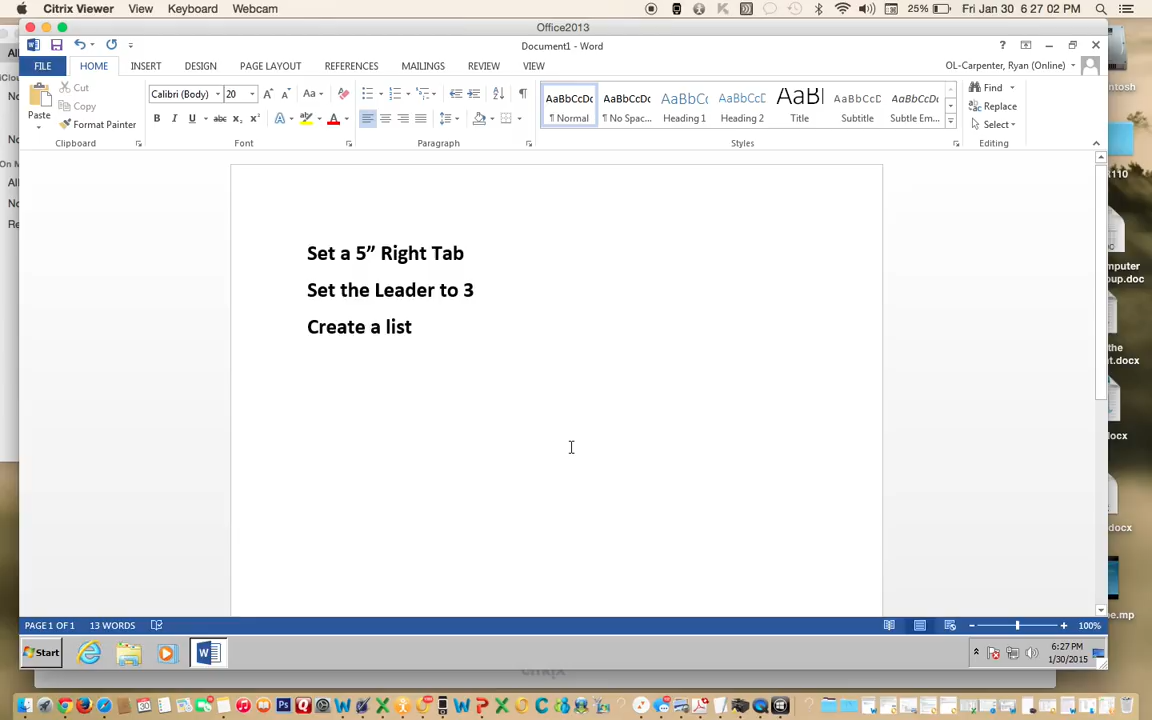 Citrix Viewer View Keyboard Webcam 25% Fri Jan 30 6 27 02 PM
Office2013
Document1 - Word
FILE HOME INSERT DESIGN PAGE LAYOUT REFERENCES MAILINGS REVIEW VIEW OL-Carpenter, Ryan (Online)
Paste
Cut
Copy
Format Painter
Clipboard
Calibri (Body) 20
Font
Paragraph
AaBbCcDc AaBbCcDc AaBbCc AaBbCcD AaBl AaBbCcD AaBbCcDc
¶ Normal ¶ No Spac... Heading 1 Heading 2 Title Subtitle Subtle Em...
Styles
Find
Replace
Select
Editing
Set a 5” Right Tab
Set the Leader to 3
Create a list
PAGE 1 OF 1 13 WORDS 100%
Start
6:27 PM
1/30/2015